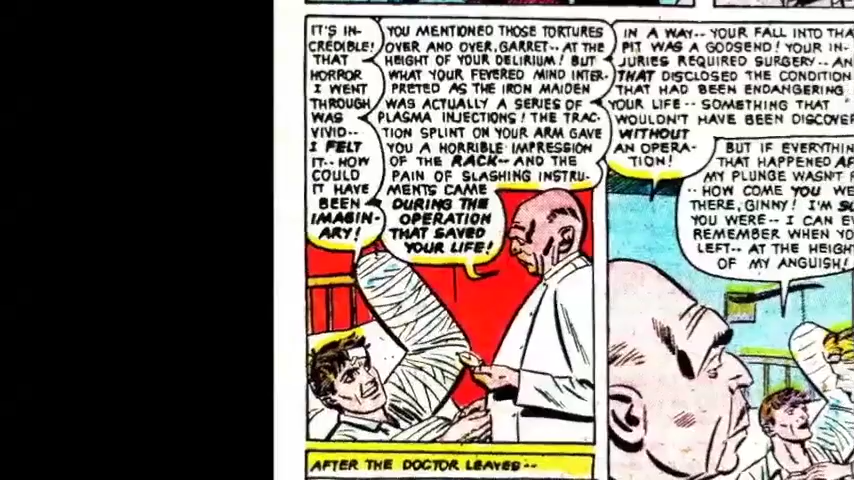 IT'S IN-
CREDIBLE!
THAT
HORROR
I WENT
THROUGH
WAS
VIVID--
I FELT
IT-- HOW
COULD
IT HAVE
BEEN
IMAGIN-
ARY!
YOU MENTIONED THOSE TORTURES
OVER AND OVER, GARRET-- AT THE
HEIGHT OF YOUR DELIRIUM! BUT
WHAT YOUR FEVERED MIND INTER-
PRETED AS THE IRON MAIDEN
WAS ACTUALLY A SERIES OF
PLASMA INJECTIONS! THE TRAC-
TION SPLINT ON YOUR ARM GAVE
YOU A HORRIBLE IMPRESSION
OF THE RACK-- AND THE
PAIN OF SLASHING INSTRU-
MENTS CAME
DURING THE
OPERATION
THAT SAVED
YOUR LIFE!
AFTER THE DOCTOR LEAVES--
IN A WAY-- YOUR FALL INTO THA
PIT WAS A GODSEND! YOUR IN-
JURIES REQUIRED SURGERY-- AN
THAT DISCLOSED THE CONDITION
THAT HAD BEEN ENDANGERING
YOUR LIFE-- SOMETHING THAT
WOULDN'T HAVE BEEN DISCOVER
WITHOUT
AN OPERA-
TION!
BUT IF EVERYTHIN
THAT HAPPENED AF
MY PLUNGE WASN'T R
-- HOW COME YOU WE
THERE, GINNY! I'M SU
YOU WERE-- I CAN EV
REMEMBER WHEN YO
LEFT-- AT THE HEIGH
OF MY ANGUISH!